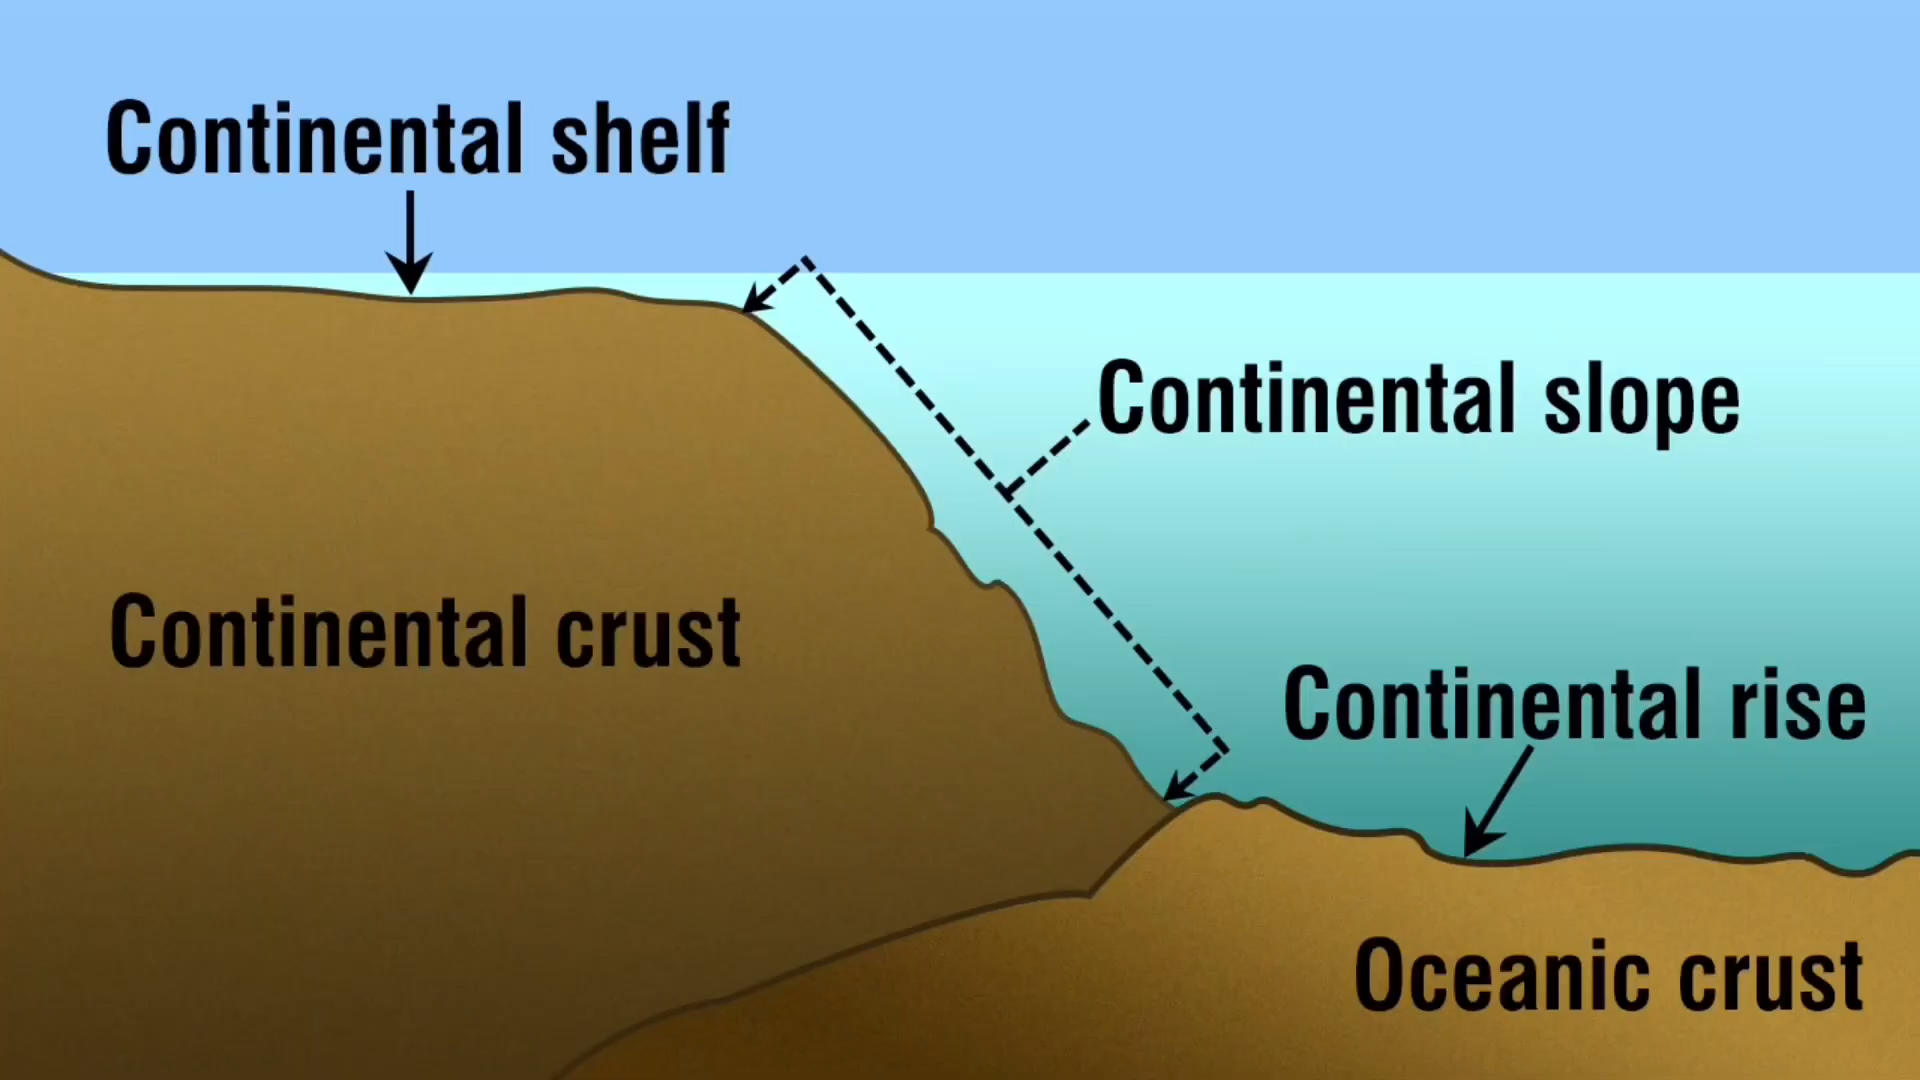 Continental shelf
Continental slope
Continental crust
Continental rise
Oceanic crust